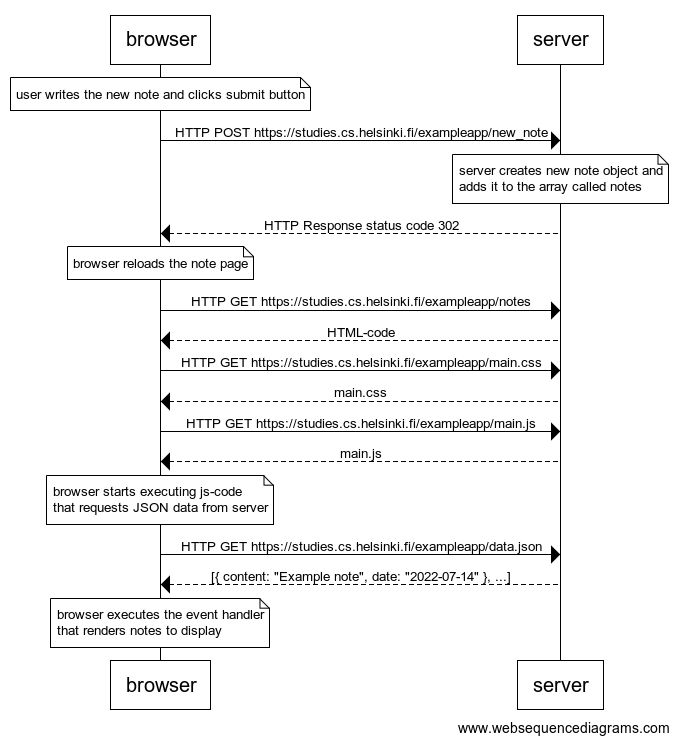 browser
server
user writes the new note and clicks submit button
HTTP POST https://studies.cs.helsinki.fi/exampleapp/new_note
server creates new note object and
adds it to the array called notes
HTTP Response status code 302
browser reloads the note page
HTTP GET https://studies.cs.helsinki.fi/exampleapp/notes
HTML-code
HTTP GET https://studies.cs.helsinki.fi/exampleapp/main.css
main.css
HTTP GET https://studies.cs.helsinki.fi/exampleapp/main.js
main.js
browser starts executing js-code
that requests JSON data from server
HTTP GET https://studies.cs.helsinki.fi/exampleapp/data.json
[{ content: "Example note", date: "2022-07-14" }, ...]
browser executes the event handler
that renders notes to display
browser
server
www.websequencediagrams.com